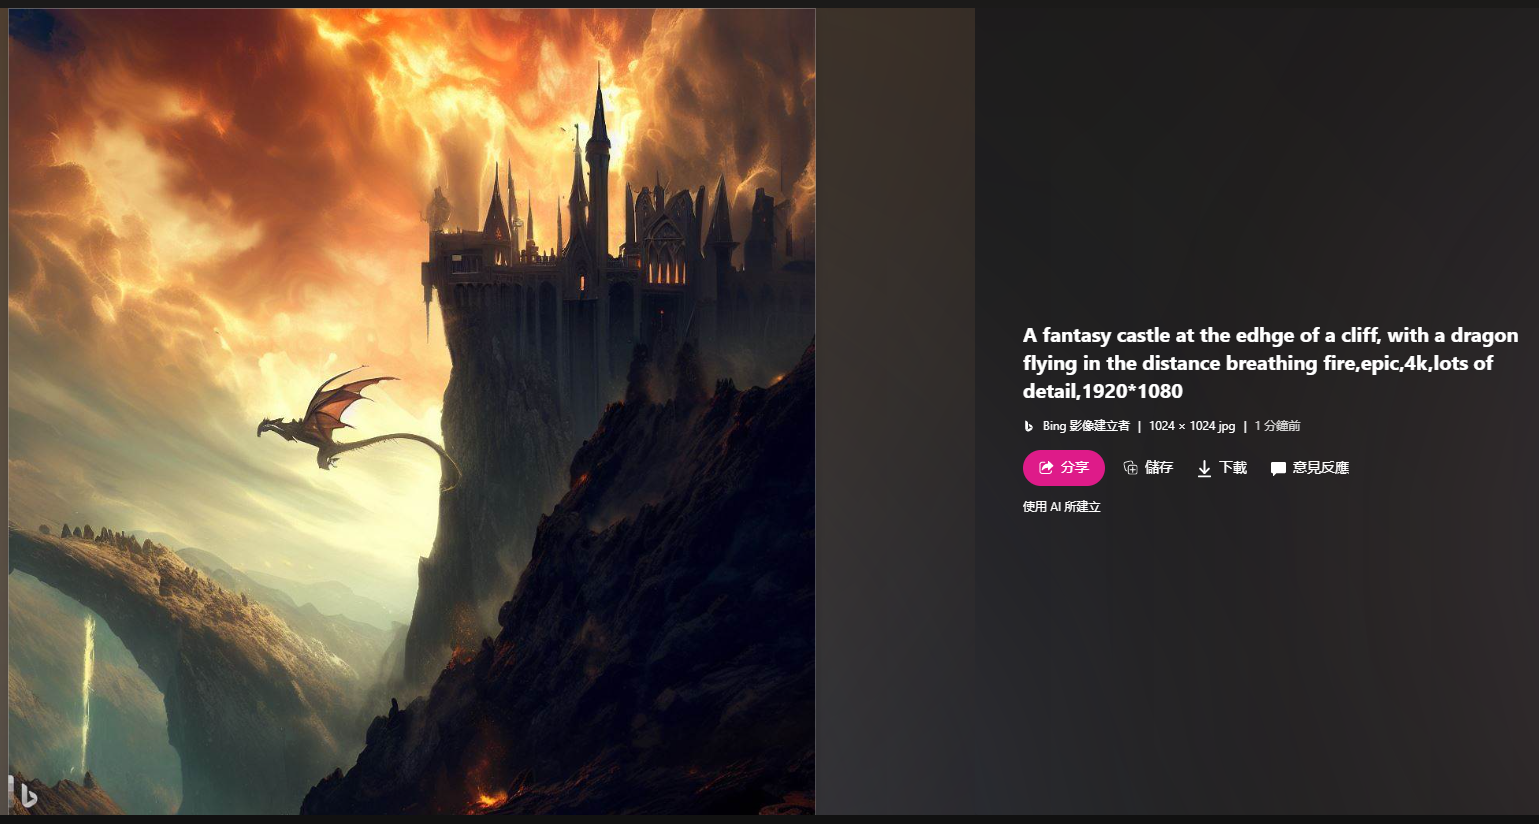 A fantasy castle at the edhge of a cliff, with a dragon
flying in the distance breathing fire,epic,4k,lots of
detail,1920*1080
Bing 影像建立者 | 1024 × 1024 jpg | 1 分鐘前
分享 儲存 下載 意見反應
使用 AI 所建立